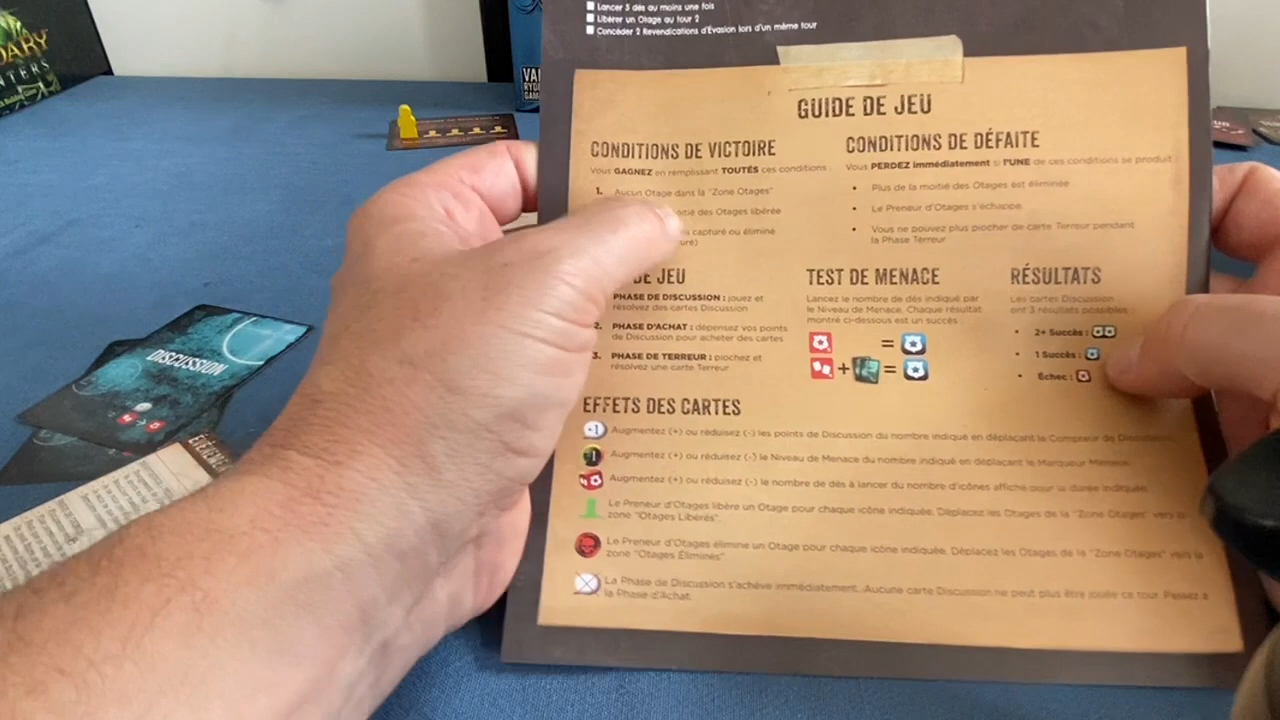 Lancer 3 dés au moins une fois
Libérer un Otage au tour 2
Concéder 2 Revendications d'Évasion lors d'un même tour
GUIDE DE JEU
CONDITIONS DE VICTOIRE
Vous GAGNEZ en remplissant TOUTES ces conditions :
1. Aucun Otage dans la "Zone Otages"
itié des Otages libérée
capturé ou éliminé
CONDITIONS DE DÉFAITE
Vous PERDEZ immédiatement si l'UNE de ces conditions se produit :
• Plus de la moitié des Otages est éliminée
• Le Preneur d'Otages s'échappe
• Vous ne pouvez plus piocher de carte Terreur pendant
la Phase Terreur
DE JEU
PHASE DE DISCUSSION : jouez et
résolvez des cartes Discussion
2. PHASE D'ACHAT : dépensez vos points
de Discussion pour acheter des cartes
3. PHASE DE TERREUR : piochez et
résolvez une carte Terreur
TEST DE MENACE
Lancez le nombre de dés indiqué par
le Niveau de Menace. Chaque résultat
montré ci-dessous est un succès :
=
+ =
RÉSULTATS
Les cartes Discussion
ont 3 résultats possibles :
• 2+ Succès :
• 1 Succès :
• Échec :
EFFETS DES CARTES
+1 Augmentez (+) ou réduisez (-) les points de Discussion du nombre indiqué en déplaçant le Compteur de Discussion
Augmentez (+) ou réduisez (-) le Niveau de Menace du nombre indiqué en déplaçant le Marqueur Menace
Augmentez (+) ou réduisez (-) le nombre de dés à lancer du nombre d'icônes affiché pour la durée indiquée
Le Preneur d'Otages libère un Otage pour chaque icône indiquée. Déplacez les Otages de la "Zone Otages" vers la
zone "Otages Libérés"
Le Preneur d'Otages élimine un Otage pour chaque icône indiquée. Déplacez les Otages de la "Zone Otages" vers la
zone "Otages Éliminés"
La Phase de Discussion s'achève immédiatement. Aucune carte Discussion ne peut plus être jouée ce tour. Passez à
la Phase d'Achat.
DISCUSSION